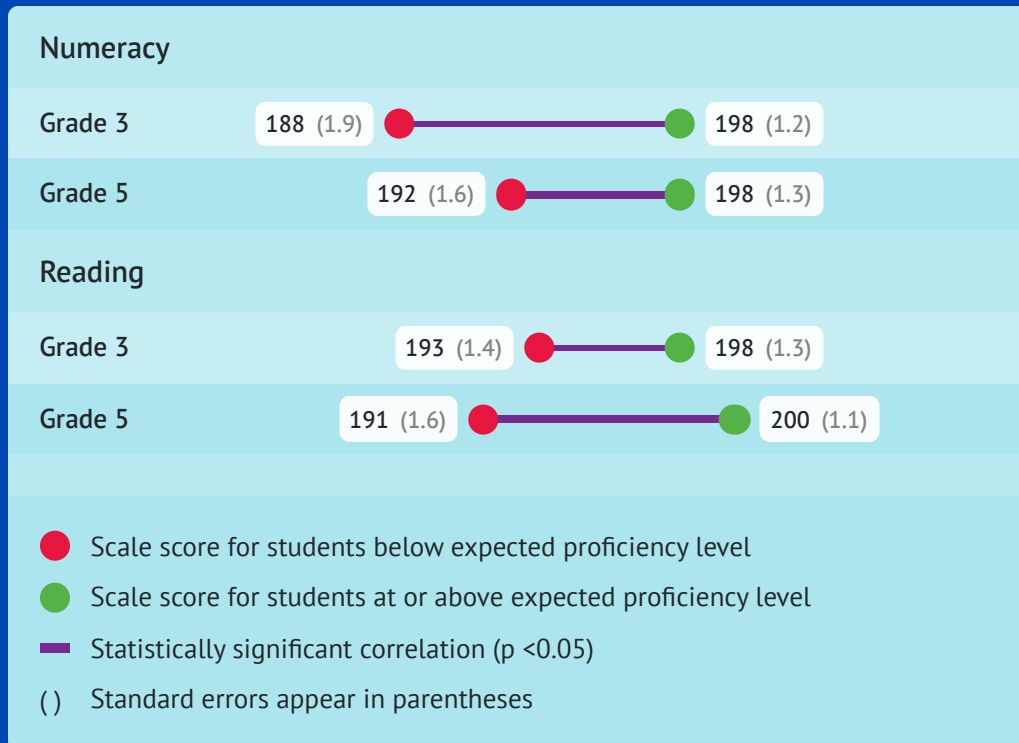 Numeracy
Grade 3 188 (1.9) 198 (1.2)
Grade 5 192 (1.6) 198 (1.3)
Reading
Grade 3 193 (1.4) 198 (1.3)
Grade 5 191 (1.6) 200 (1.1)
Scale score for students below expected proficiency level
Scale score for students at or above expected proficiency level
Statistically significant correlation (p <0.05)
( ) Standard errors appear in parentheses